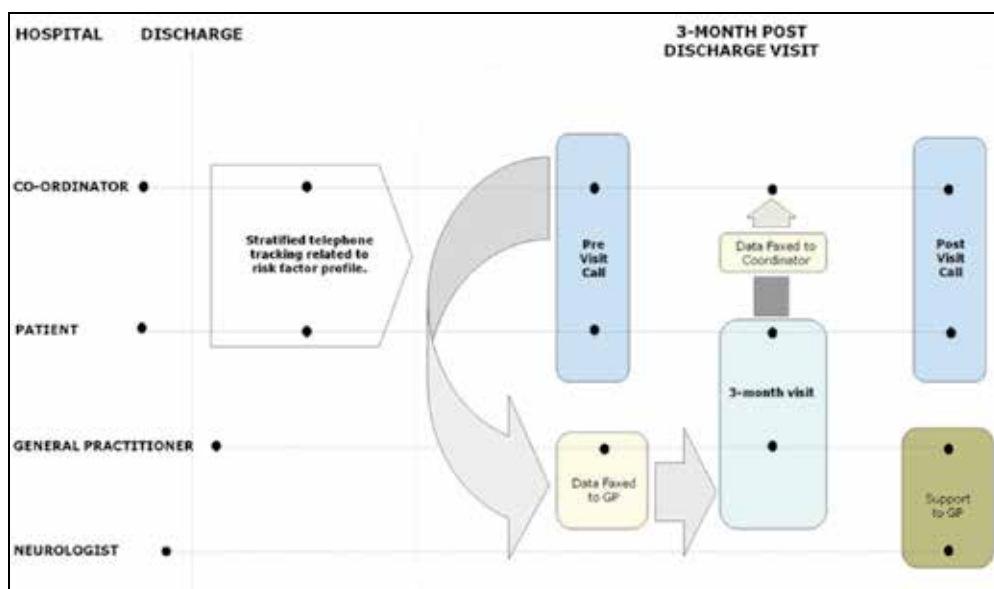 HOSPITAL DISCHARGE
3-MONTH POST
DISCHARGE VISIT
CO-ORDINATOR
Stratified telephone
tracking related to
risk factor profile.
Pre
Visit
Call
Data Faxed to
Coordinator
Post
Visit
Call
PATIENT
3-month visit
GENERAL PRACTITIONER
Data Faxed
to GP
Support
to GP
NEUROLOGIST